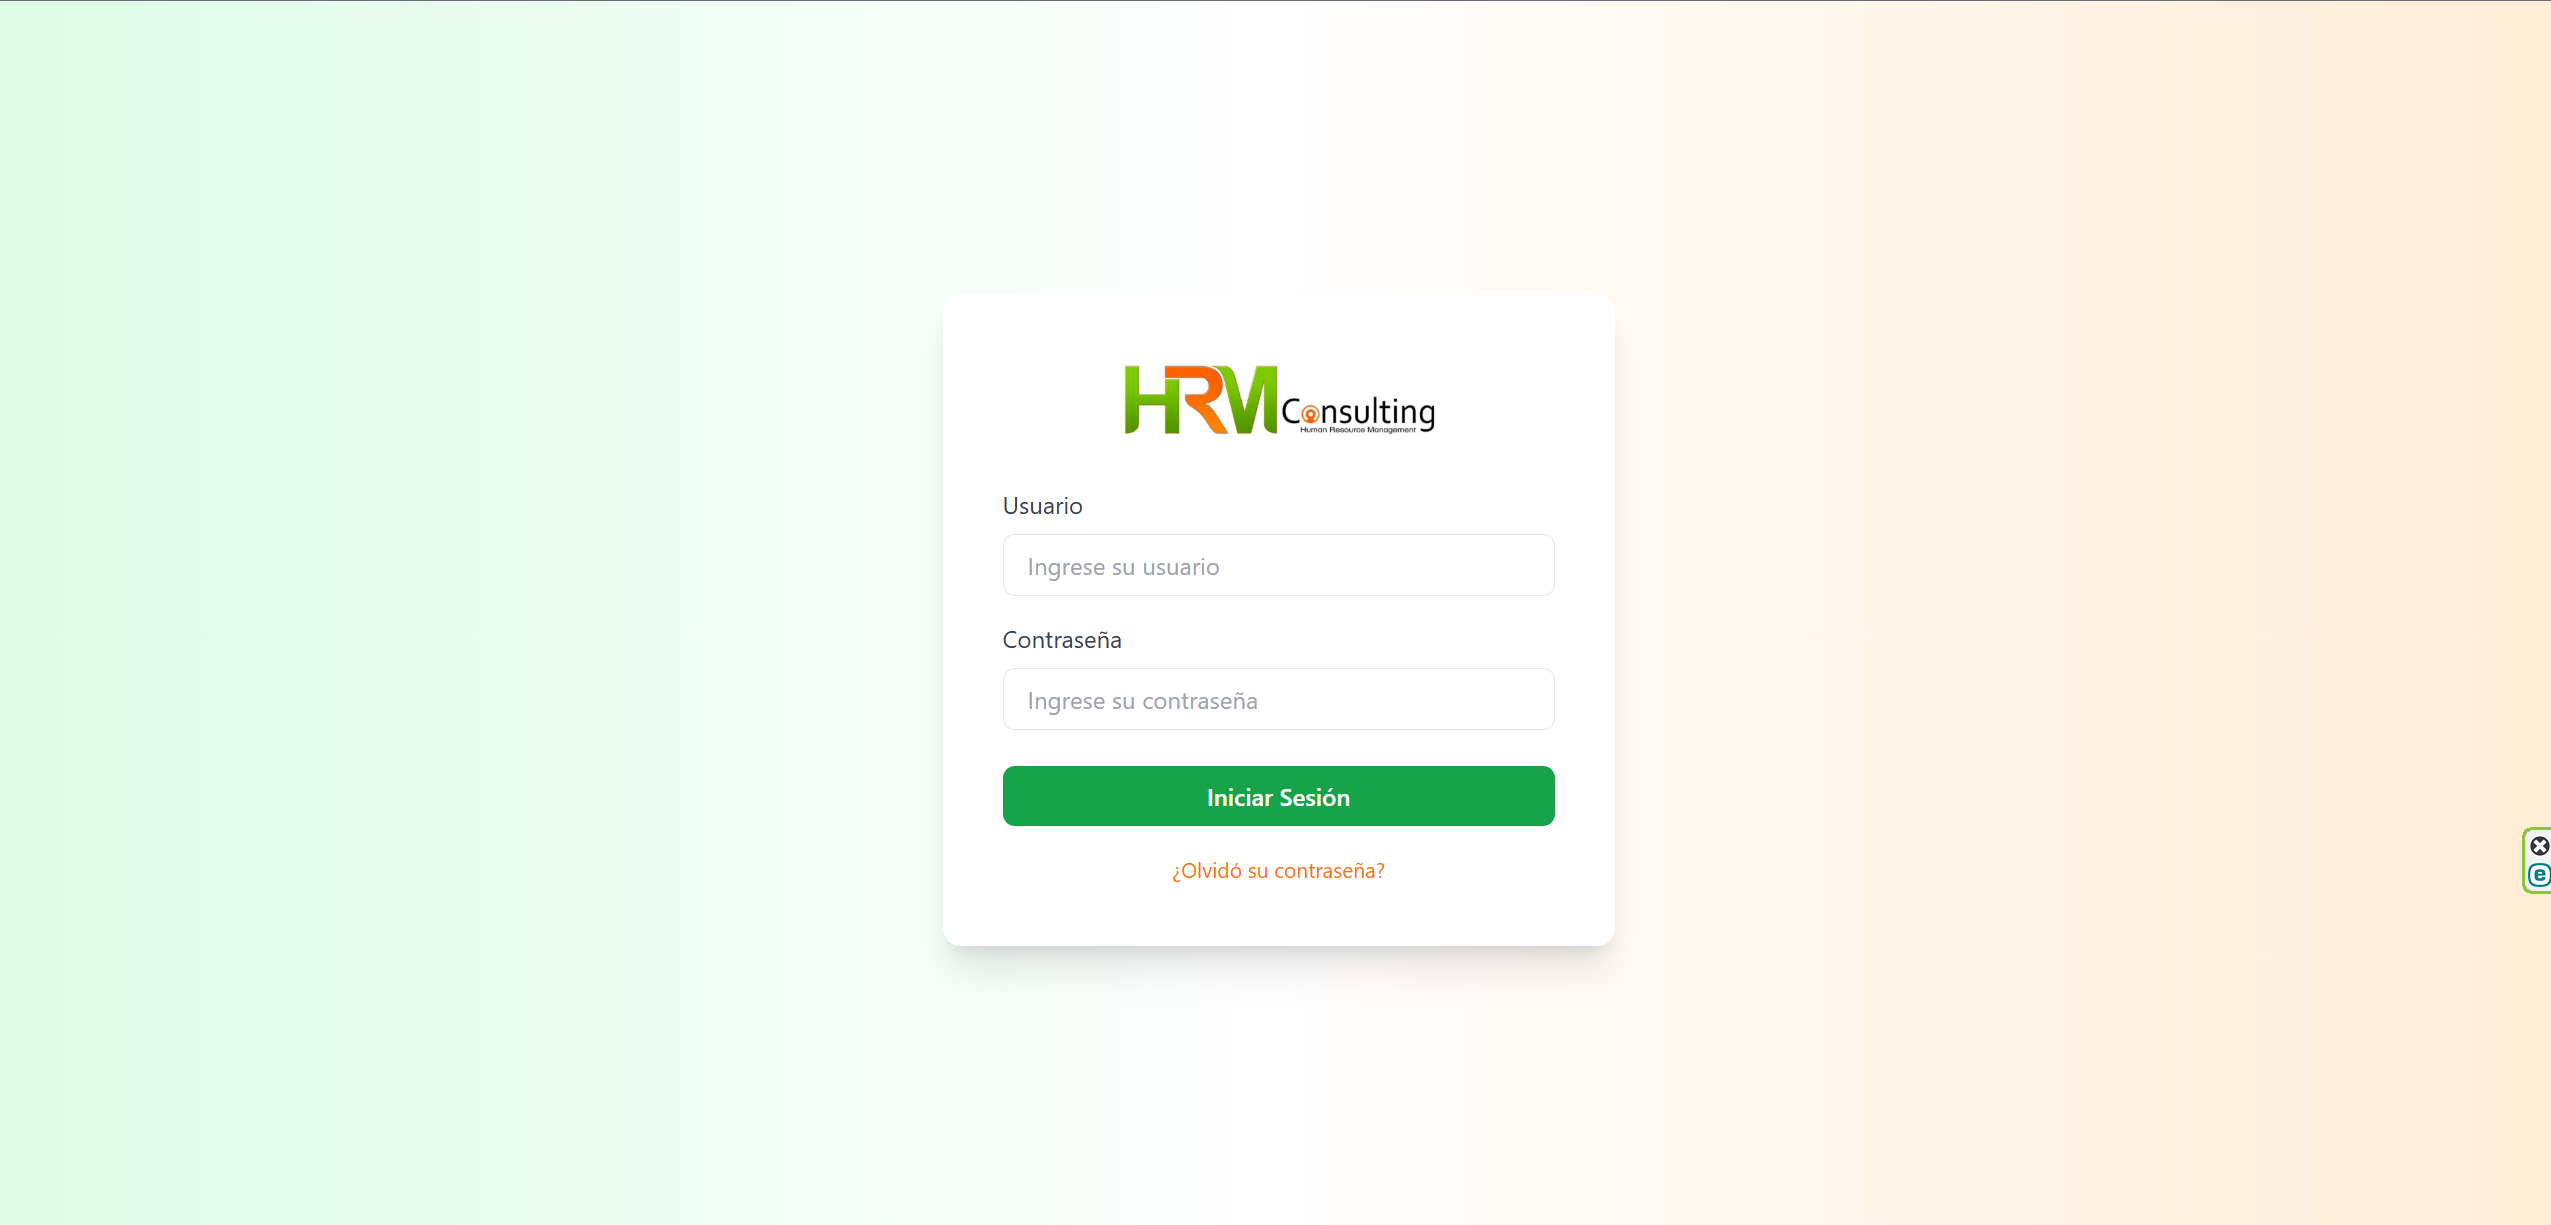 HRM Consulting
Human Resource Management
Usuario
Ingrese su usuario
Contraseña
Ingrese su contraseña
Iniciar Sesión
¿Olvidó su contraseña?
e